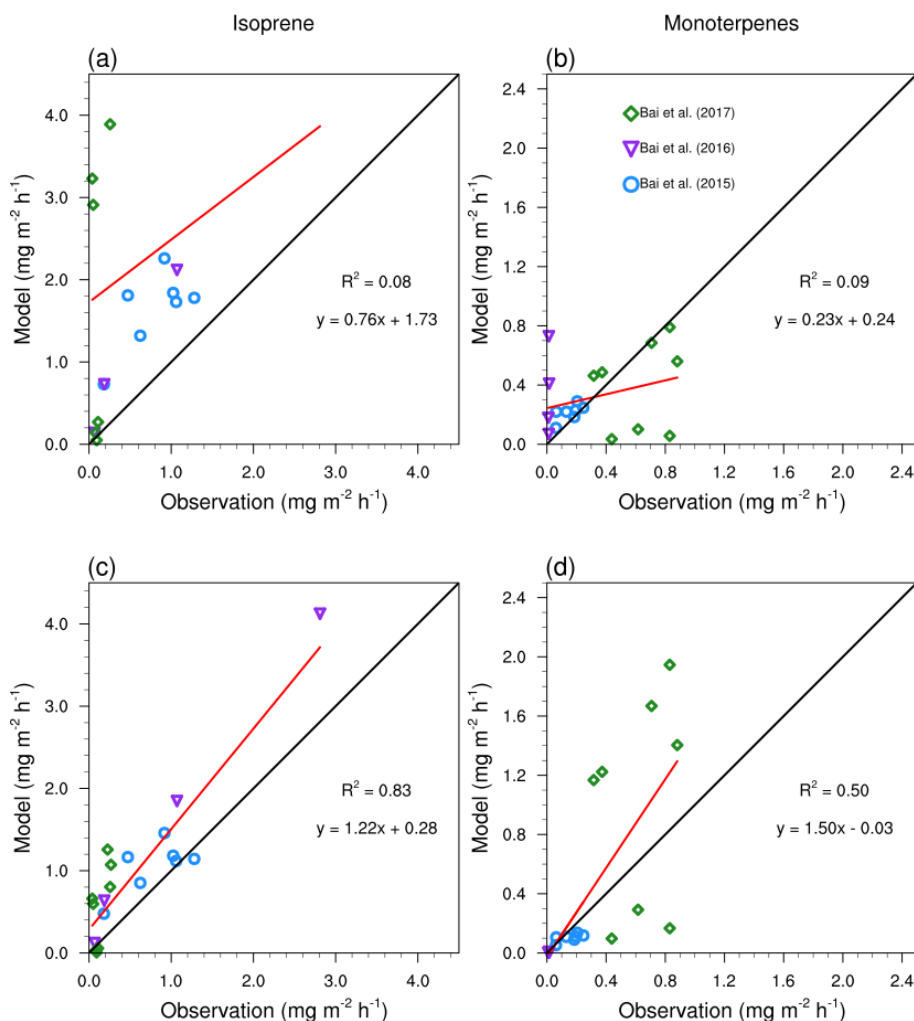 Isoprene
Monoterpenes
(a)
(b)
4.0
3.0
2.0
1.0
0.0
Model (mg m⁻² h⁻¹)
R² = 0.08
y = 0.76x + 1.73
0.0 1.0 2.0 3.0 4.0
Observation (mg m⁻² h⁻¹)
2.4
2.0
1.6
1.2
0.8
0.4
0.0
Model (mg m⁻² h⁻¹)
Bai et al. (2017)
Bai et al. (2016)
Bai et al. (2015)
R² = 0.09
y = 0.23x + 0.24
0.0 0.4 0.8 1.2 1.6 2.0 2.4
Observation (mg m⁻² h⁻¹)
(c)
(d)
4.0
3.0
2.0
1.0
0.0
Model (mg m⁻² h⁻¹)
R² = 0.83
y = 1.22x + 0.28
0.0 1.0 2.0 3.0 4.0
Observation (mg m⁻² h⁻¹)
2.4
2.0
1.6
1.2
0.8
0.4
0.0
Model (mg m⁻² h⁻¹)
R² = 0.50
y = 1.50x - 0.03
0.0 0.4 0.8 1.2 1.6 2.0 2.4
Observation (mg m⁻² h⁻¹)